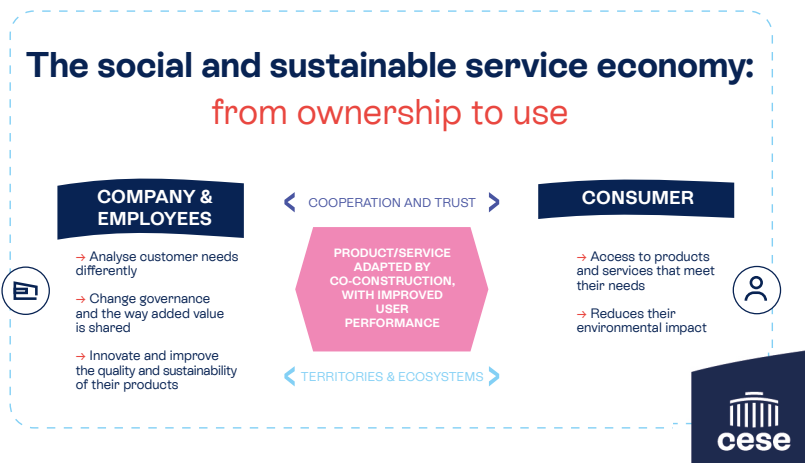 The social and sustainable service economy:
from ownership to use
COMPANY &
EMPLOYEES
→ Analyse customer needs
differently
→ Change governance
and the way added value
is shared
→ Innovate and improve
the quality and sustainability
of their products
< COOPERATION AND TRUST >
PRODUCT/SERVICE
ADAPTED BY
CO-CONSTRUCTION,
WITH IMPROVED
USER
PERFORMANCE
< TERRITORIES & ECOSYSTEMS >
CONSUMER
→ Access to products
and services that meet
their needs
→ Reduces their
environmental impact
cese